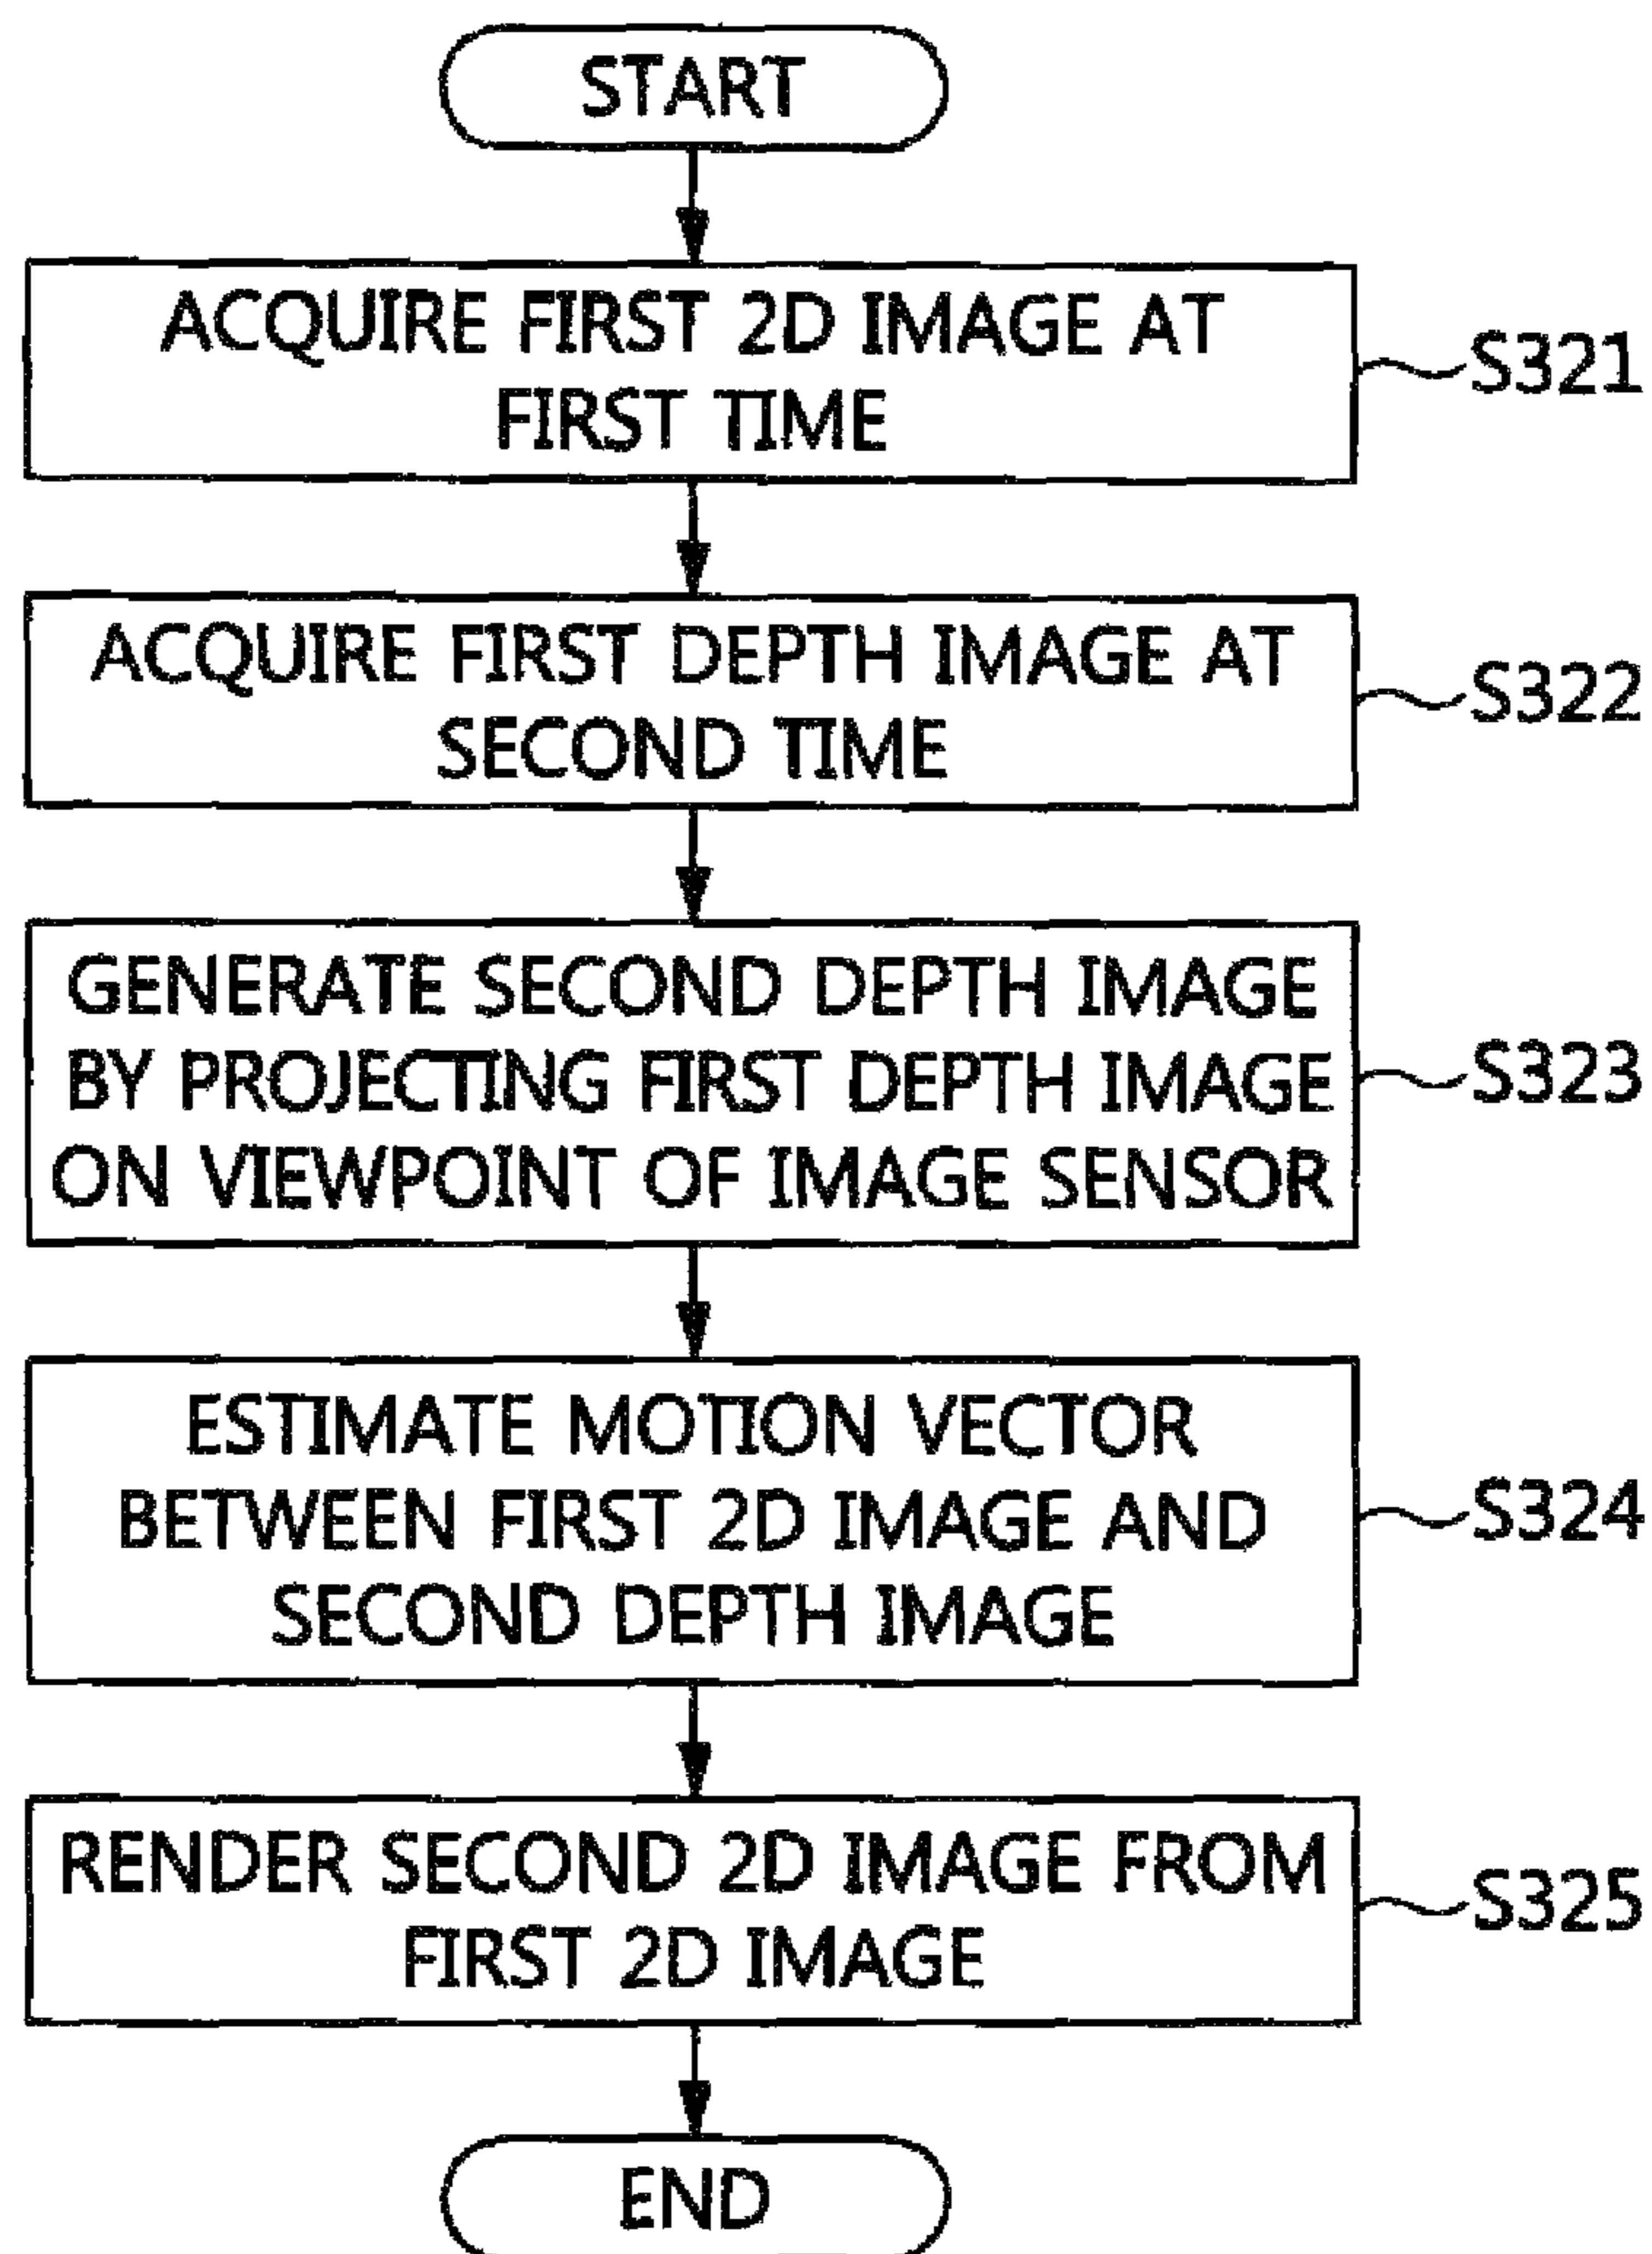 START
ACQUIRE FIRST 2D IMAGE AT
FIRST TIME
S321
ACQUIRE FIRST DEPTH IMAGE AT
SECOND TIME
S322
GENERATE SECOND DEPTH IMAGE
BY PROJECTING FIRST DEPTH IMAGE
ON VIEWPOINT OF IMAGE SENSOR
S323
ESTIMATE MOTION VECTOR
BETWEEN FIRST 2D IMAGE AND
SECOND DEPTH IMAGE
S324
RENDER SECOND 2D IMAGE FROM
FIRST 2D IMAGE
S325
END